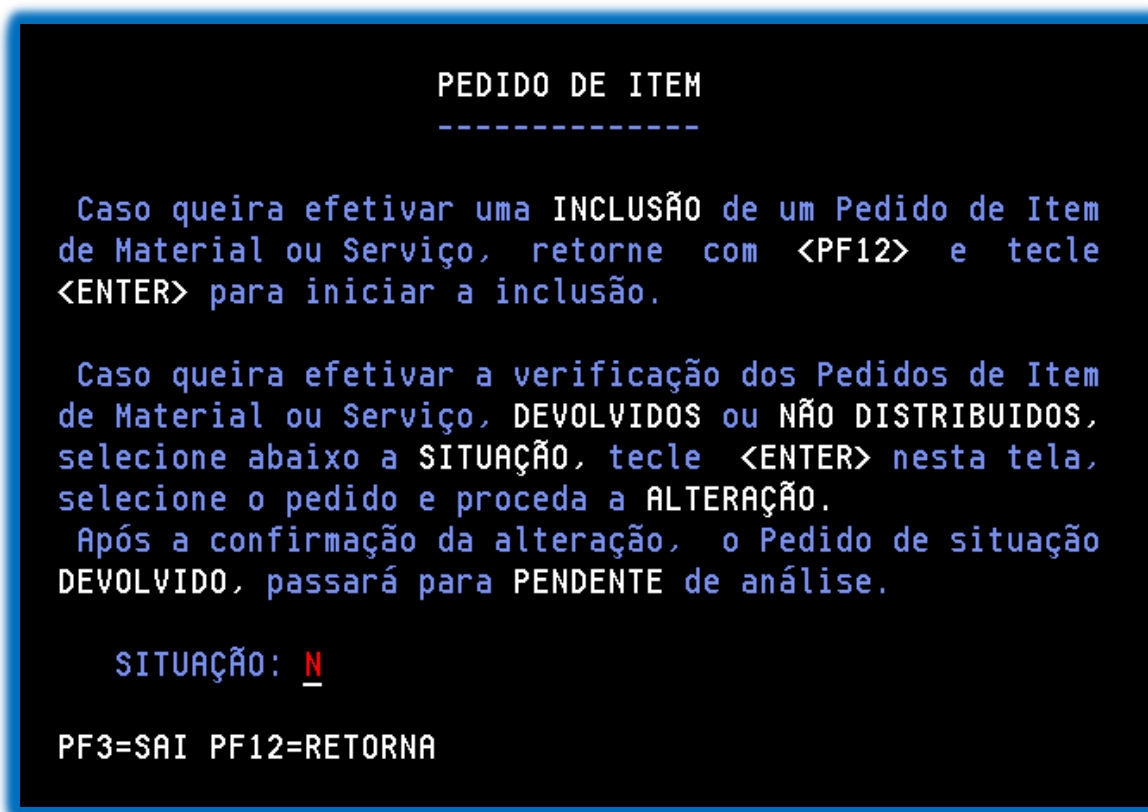 PEDIDO DE ITEM
--------------
Caso queira efetivar uma INCLUSÃO de um Pedido de Item
de Material ou Serviço, retorne com <PF12> e tecle
<ENTER> para iniciar a inclusão.
Caso queira efetivar a verificação dos Pedidos de Item
de Material ou Serviço, DEVOLVIDOS ou NÃO DISTRIBUIDOS,
selecione abaixo a SITUAÇÃO, tecle <ENTER> nesta tela,
selecione o pedido e proceda a ALTERAÇÃO.
Após a confirmação da alteração, o Pedido de situação
DEVOLVIDO, passará para PENDENTE de análise.
SITUAÇÃO: N
PF3=SAI PF12=RETORNA